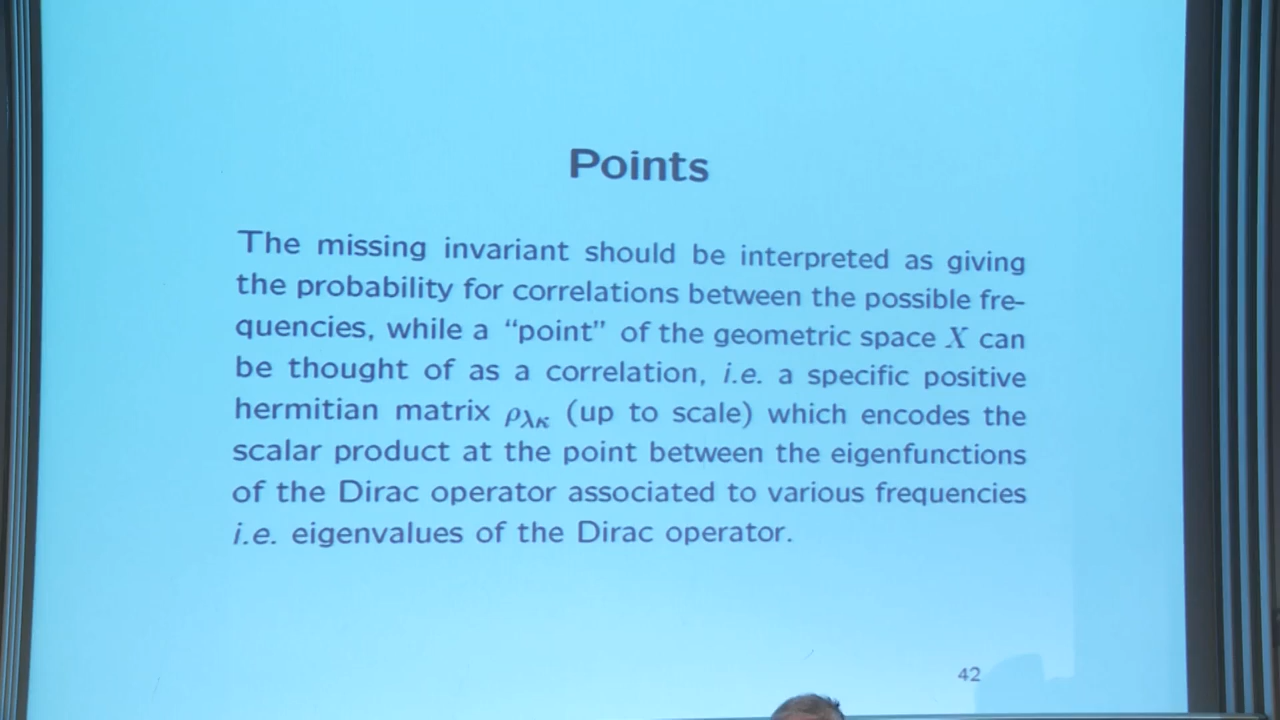 Points
The missing invariant should be interpreted as giving
the probability for correlations between the possible fre-
quencies, while a “point” of the geometric space X can
be thought of as a correlation, i.e. a specific positive
hermitian matrix ρλκ (up to scale) which encodes the
scalar product at the point between the eigenfunctions
of the Dirac operator associated to various frequencies
i.e. eigenvalues of the Dirac operator.
42